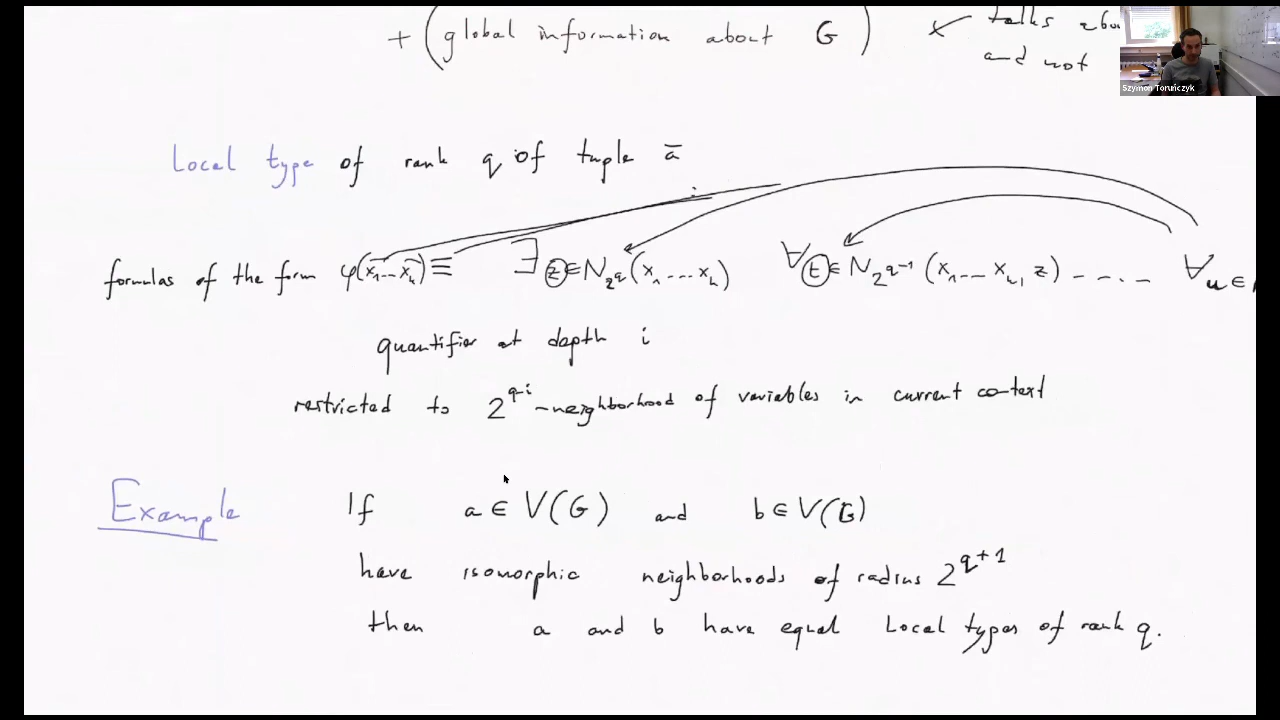 + (global information about G)
talks abou
and not
Szymon Toruńczyk
Local type of rank q of tuple ā
formulas of the form φ(x₁...xₖ) ≡ ∃ z ∈ N_{2^q}(x₁...xₖ) ∀ t ∈ N_{2^{q-1}}(x₁...xₖ, z) ----- ∀ u ∈
quantifier at depth i
restricted to 2^{q-i}-neighborhood of variables in current context
Example If a ∈ V(G) and b ∈ V(G)
have isomorphic neighborhoods of radius 2^{q+1}
then a and b have equal Local types of rank q.